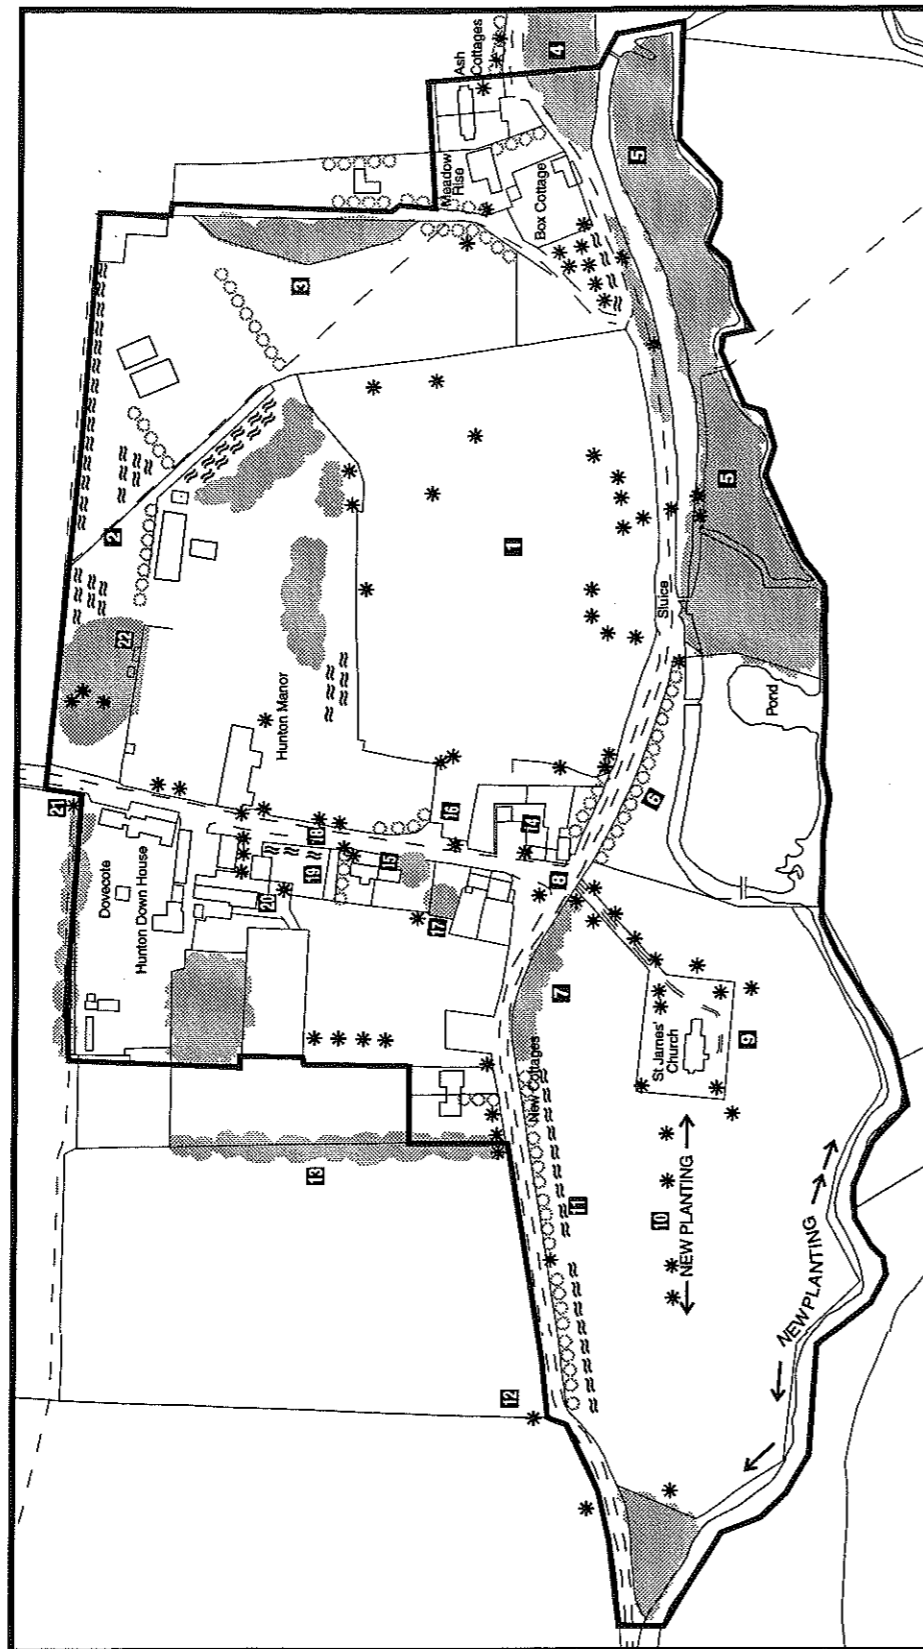 21
Dovecote
2
22
Hunton Down House
20
Hunton Manor
3
19
13
18
15
17
16
Meadow
Rise
Ash
Cottages
12
1
14
New Cottages
Box Cottage
4
8
7
11
5
10
Sluice
St James'
Church
NEW PLANTING
5
6
9
Pond
NEW PLANTING